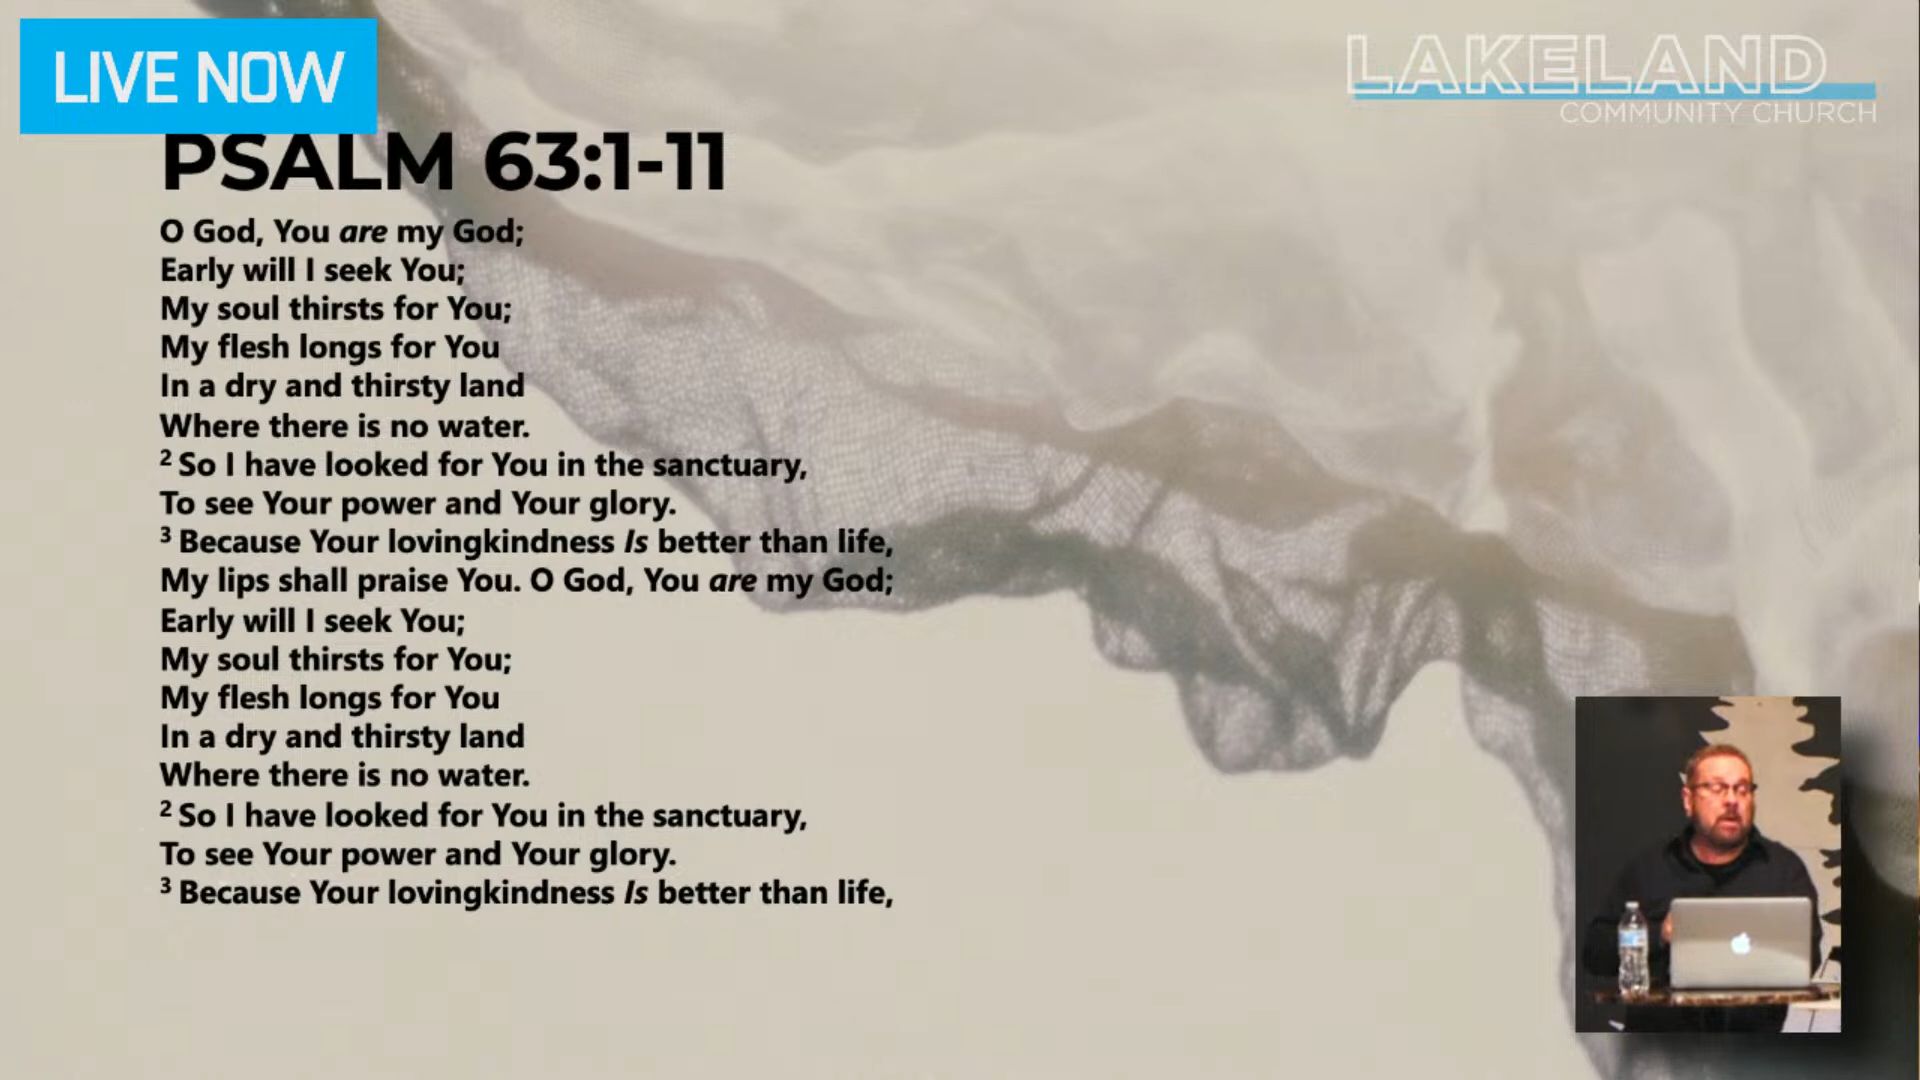 LIVE NOW
LAKELAND
COMMUNITY CHURCH
PSALM 63:1-11
O God, You are my God;
Early will I seek You;
My soul thirsts for You;
My flesh longs for You
In a dry and thirsty land
Where there is no water.
2 So I have looked for You in the sanctuary,
To see Your power and Your glory.
3 Because Your lovingkindness Is better than life,
My lips shall praise You. O God, You are my God;
Early will I seek You;
My soul thirsts for You;
My flesh longs for You
In a dry and thirsty land
Where there is no water.
2 So I have looked for You in the sanctuary,
To see Your power and Your glory.
3 Because Your lovingkindness Is better than life,